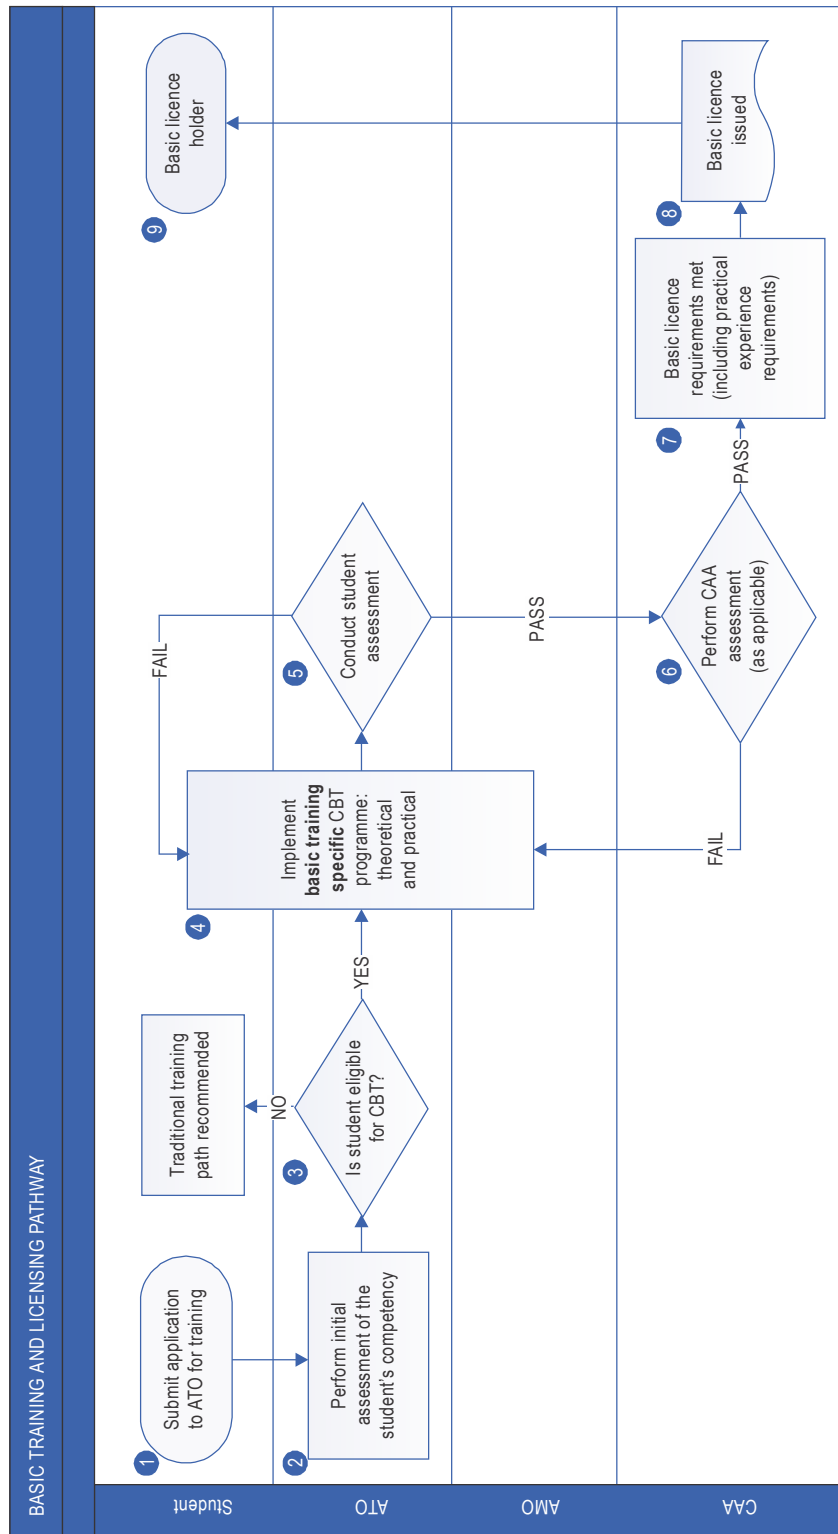 BASIC TRAINING AND LICENSING PATHWAY
Student
ATO
AMO
CAA
1
Submit application
to ATO for training
2
Perform initial
assessment of the
student's competency
3
Is student eligible
for CBT?
NO
Traditional training
path recommended
YES
4
Implement
basic training
specific CBT
programme:
theoretical
and practical
5
Conduct student
assessment
FAIL
PASS
6
Perform CAA
assessment
(as applicable)
FAIL
PASS
7
Basic licence
requirements met
(including practical
experience
requirements)
8
Basic licence
issued
9
Basic licence
holder